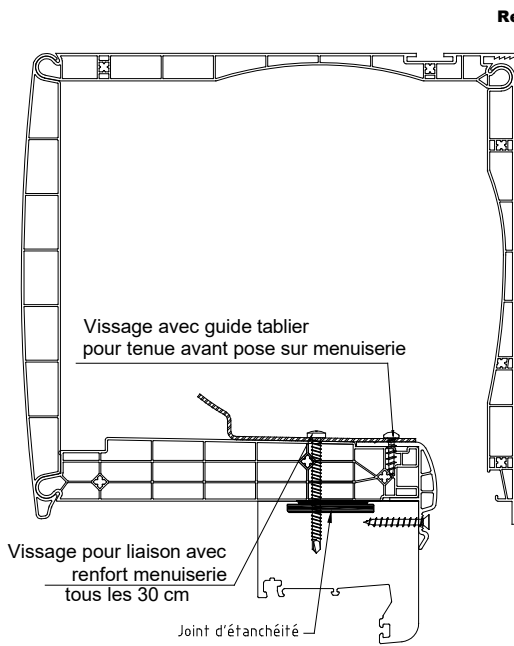 Re
Vissage avec guide tablier
pour tenue avant pose sur menuiserie
Vissage pour liaison avec
renfort menuiserie
tous les 30 cm
Joint d'étanchéité